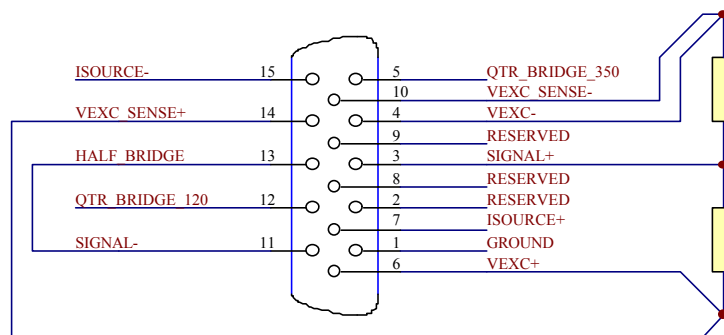 ISOURCE- 15 5 QTR_BRIDGE_350
10 VEXC_SENSE-
VEXC_SENSE+ 14 4 VEXC-
9 RESERVED
HALF_BRIDGE 13 3 SIGNAL+
8 RESERVED
QTR_BRIDGE_120 12 2 RESERVED
7 ISOURCE+
SIGNAL- 11 1 GROUND
6 VEXC+